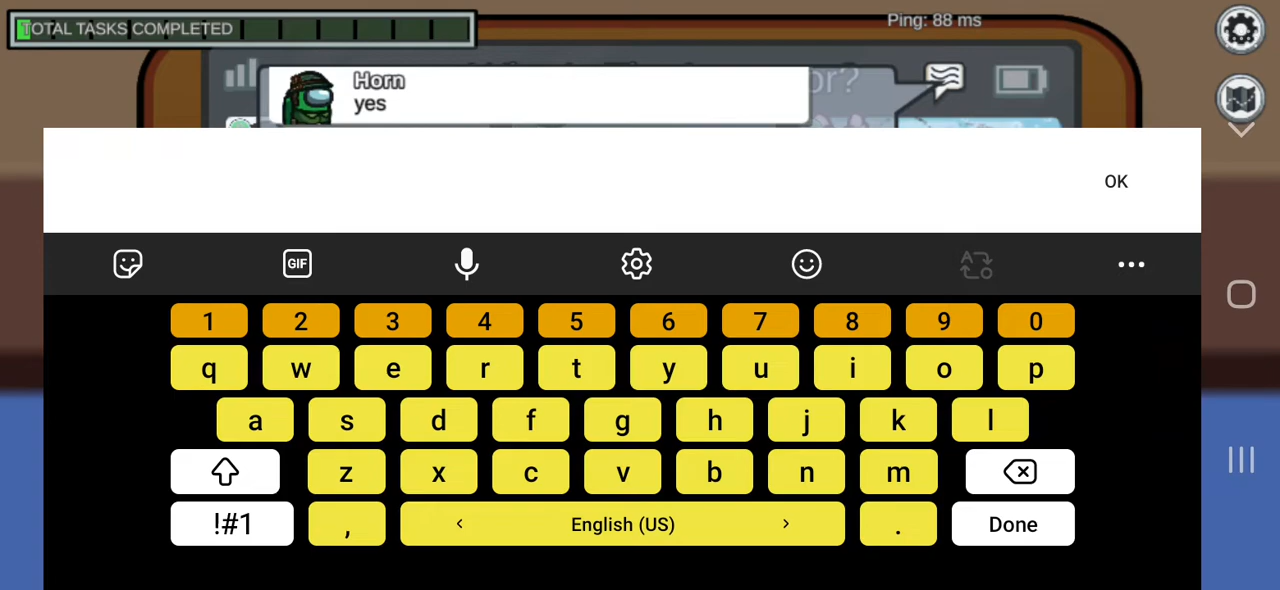 TOTAL TASKS COMPLETED
Ping: 88 ms
or?
Horn
yes
OK
GIF
A
1 2 3 4 5 6 7 8 9 0
q w e r t y u i o p
a s d f g h j k l
z x c v b n m
!#1 , < English (US) > . Done